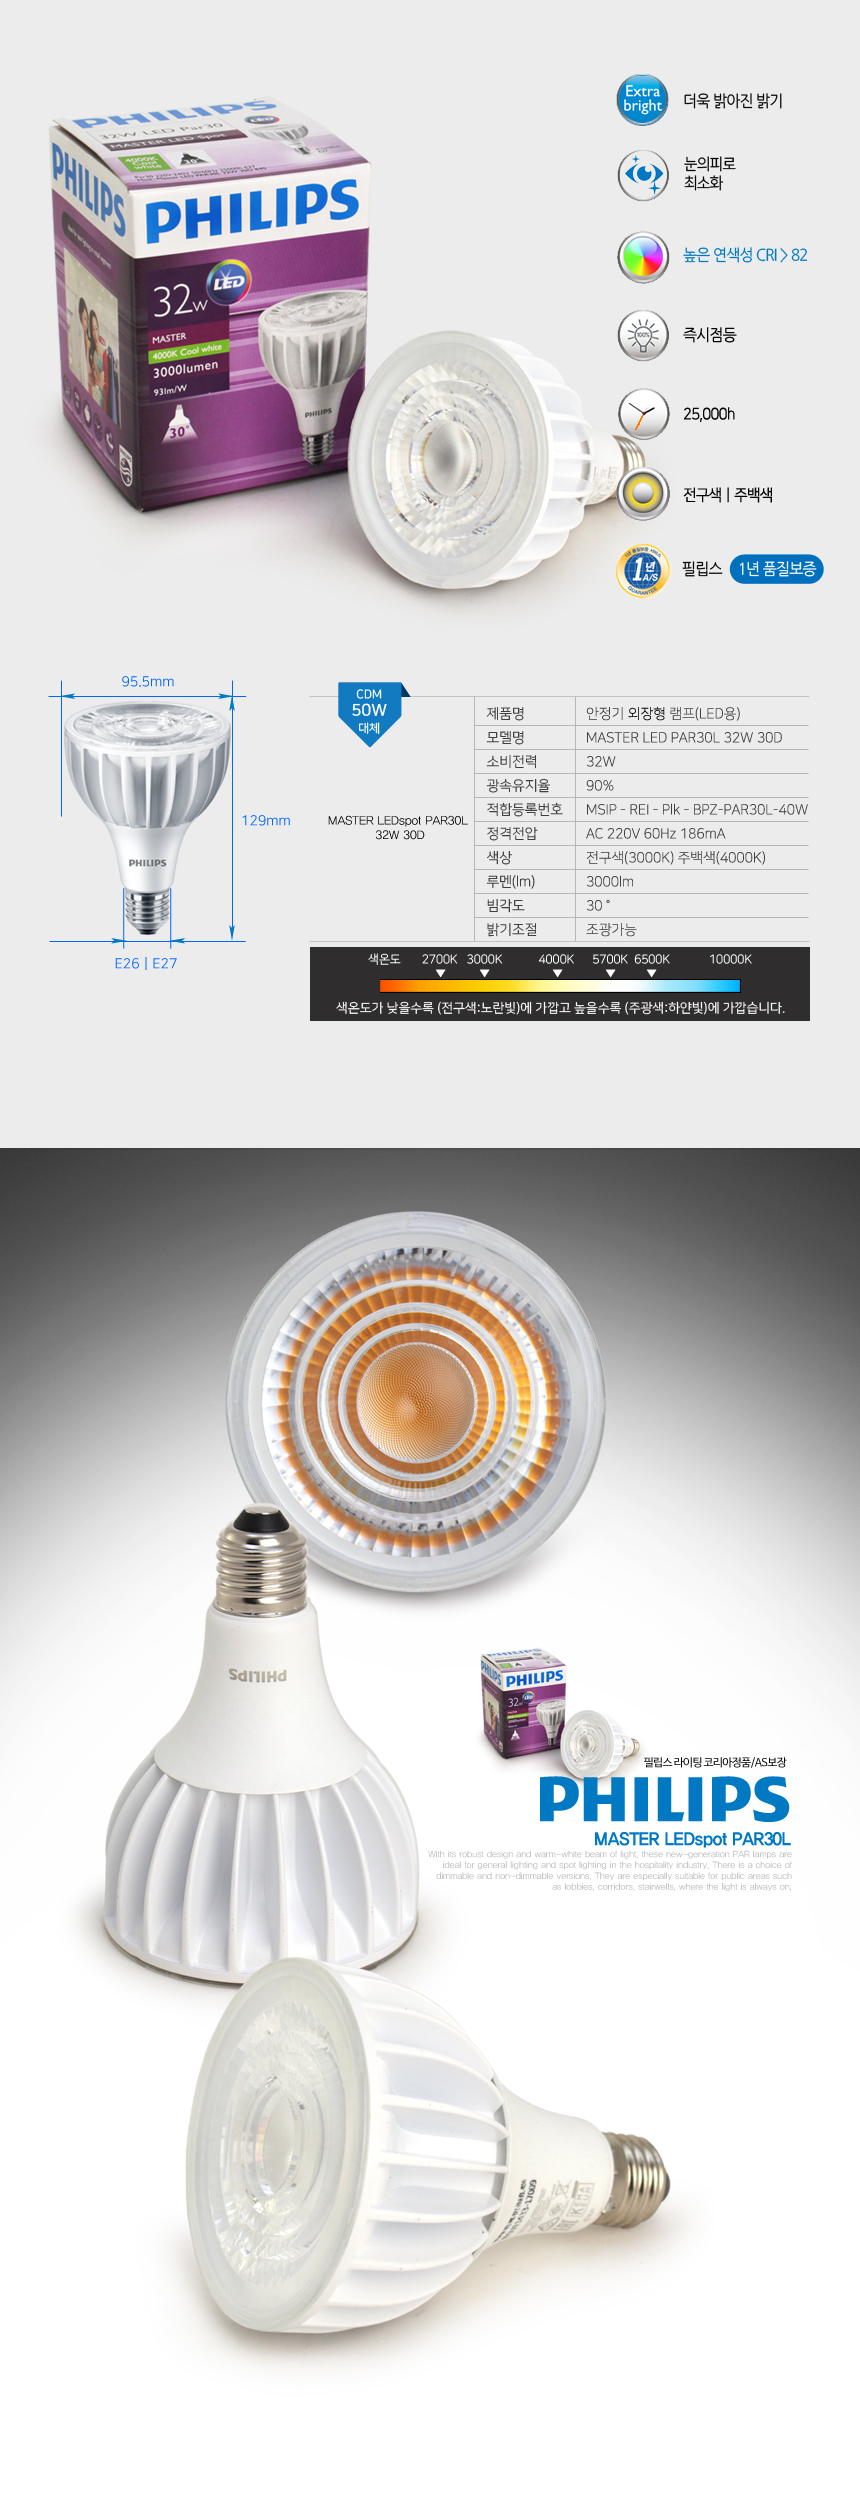 PHILIPS
32W LED Par30
MASTER LED Spot
4000K
Cool
white
30°
PHILIPS
PHILIPS
32W
LED
MASTER
4000K Cool white
3000lumen
93lm/W
30°
PHILIPS
Extra
bright
더욱 밝아진 밝기
눈의피로
최소화
높은 연색성 CRI > 82
100%
즉시점등
25,000h
전구색 | 주백색
1년
A/S
GUARANTEE
필립스 1년 품질보증
95.5mm
129mm
PHILIPS
E26 | E27
CDM
50W
대체
MASTER LEDspot PAR30L
32W 30D
제품명 안정기 외장형 램프(LED용)
모델명 MASTER LED PAR30L 32W 30D
소비전력 32W
광속유지율 90%
적합등록번호 MSIP - REI - Plk - BPZ-PAR30L-40W
정격전압 AC 220V 60Hz 186mA
색상 전구색(3000K) 주백색(4000K)
루멘(lm) 3000lm
빔각도 30 °
밝기조절 조광가능
색온도 2700K 3000K 4000K 5700K 6500K 10000K
색온도가 낮을수록 (전구색:노란빛)에 가깝고 높을수록 (주광색:하얀빛)에 가깝습니다.
PHILIPS
PHILIPS
PHILIPS
32W
필립스 라이팅 코리아정품/AS보장
PHILIPS
MASTER LEDspot PAR30L
With its robust design and warm-white beam of light, these new-generation PAR lamps are
ideal for general lighting and spot lighting in the hospitality industry. There is a choice of
dimmable and non-dimmable versions. They are especially suitable for public areas such
as lobbies, corridors, stairwells, where the light is always on.